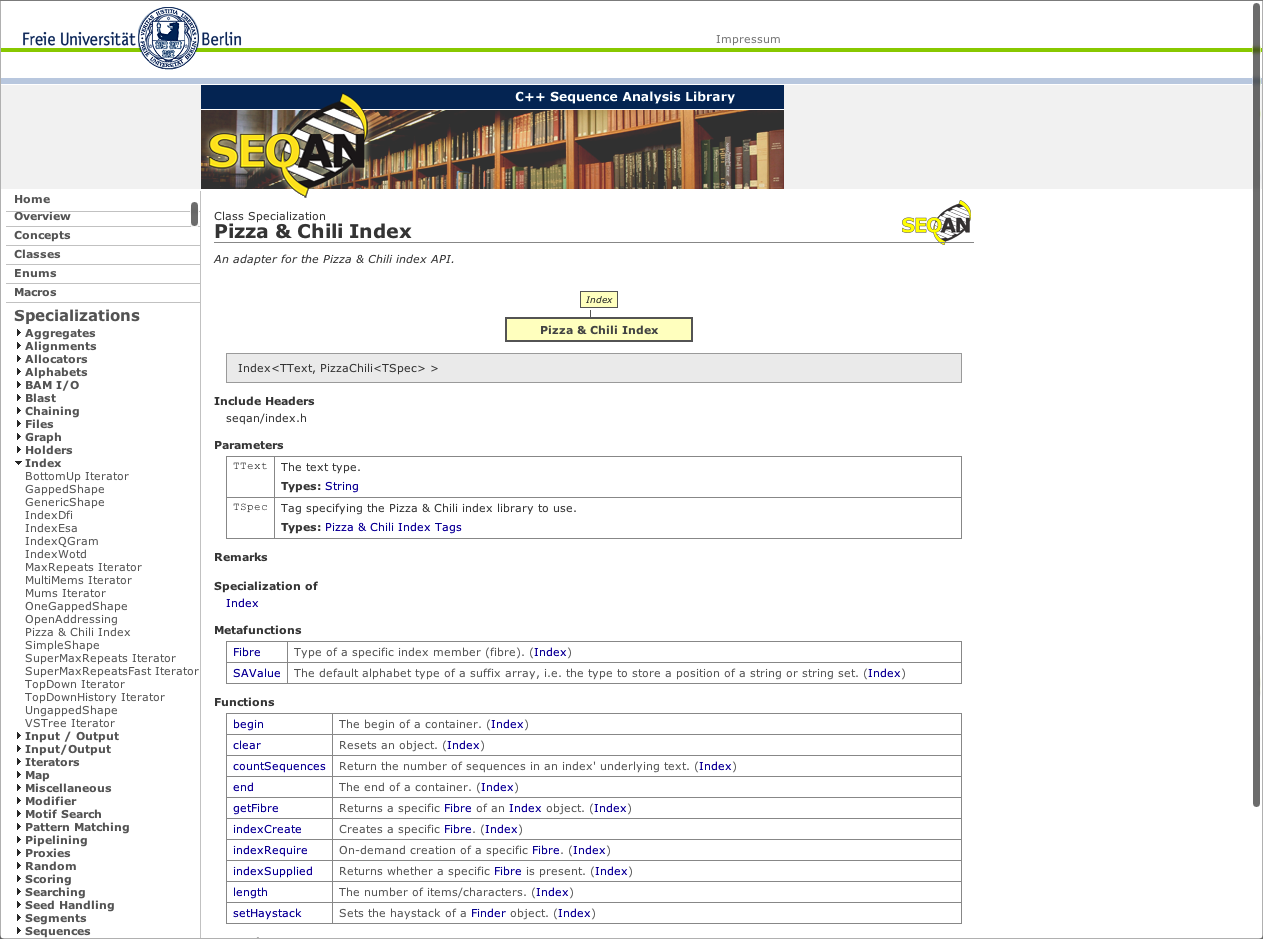 Freie Universität Berlin
Impressum
C++ Sequence Analysis Library
SEQAN
Home
Overview
Concepts
Classes
Enums
Macros
Specializations
Aggregates
Alignments
Allocators
Alphabets
BAM I/O
Blast
Chaining
Files
Graph
Holders
Index
BottomUp Iterator
GappedShape
GenericShape
IndexDfi
IndexEsa
IndexQGram
IndexWotd
MaxRepeats Iterator
MultiMems Iterator
Mums Iterator
OneGappedShape
OpenAddressing
Pizza & Chili Index
SimpleShape
SuperMaxRepeats Iterator
SuperMaxRepeatsFast Iterator
TopDown Iterator
TopDownHistory Iterator
UngappedShape
VSTree Iterator
Input / Output
Input/Output
Iterators
Map
Miscellaneous
Modifier
Motif Search
Pattern Matching
Pipelining
Proxies
Random
Scoring
Searching
Seed Handling
Segments
Sequences
Class Specialization
Pizza & Chili Index
SEQAN
An adapter for the Pizza & Chili index API.
Index
Pizza & Chili Index
Index<TText, PizzaChili<TSpec> >
Include Headers
seqan/index.h
Parameters
TText The text type.
Types: String
TSpec Tag specifying the Pizza & Chili index library to use.
Types: Pizza & Chili Index Tags
Remarks
Specialization of
Index
Metafunctions
Fibre Type of a specific index member (fibre). (Index)
SAValue The default alphabet type of a suffix array, i.e. the type to store a position of a string or string set. (Index)
Functions
begin The begin of a container. (Index)
clear Resets an object. (Index)
countSequences Return the number of sequences in an index' underlying text. (Index)
end The end of a container. (Index)
getFibre Returns a specific Fibre of an Index object. (Index)
indexCreate Creates a specific Fibre. (Index)
indexRequire On-demand creation of a specific Fibre. (Index)
indexSupplied Returns whether a specific Fibre is present. (Index)
length The number of items/characters. (Index)
setHaystack Sets the haystack of a Finder object. (Index)